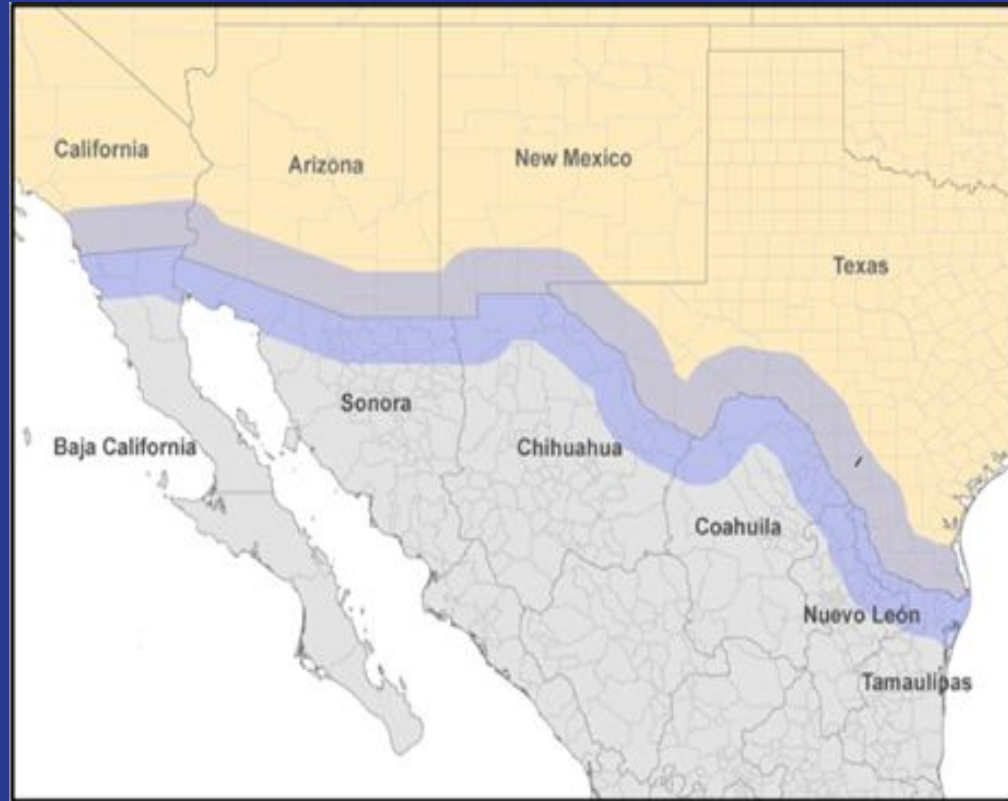 California
Arizona
New Mexico
Texas
Sonora
Baja California
Chihuahua
Coahuila
Nuevo León
Tamaulipas